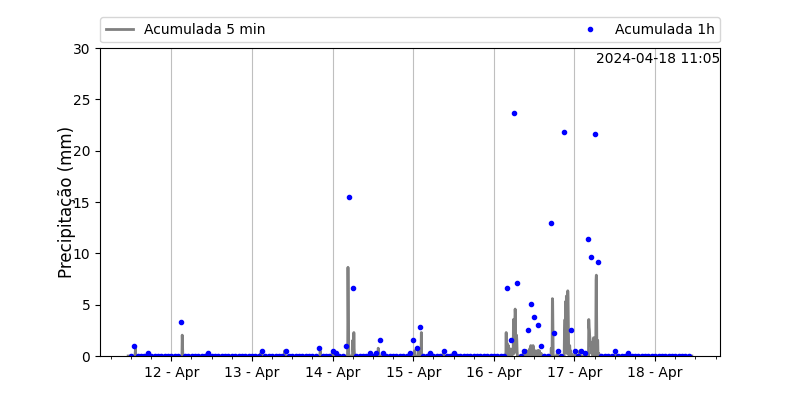 Acumulada 5 min
Acumulada 1h
2024-04-18 11:05
Precipitação (mm)
30
25
20
15
10
5
0
12 - Apr
13 - Apr
14 - Apr
15 - Apr
16 - Apr
17 - Apr
18 - Apr